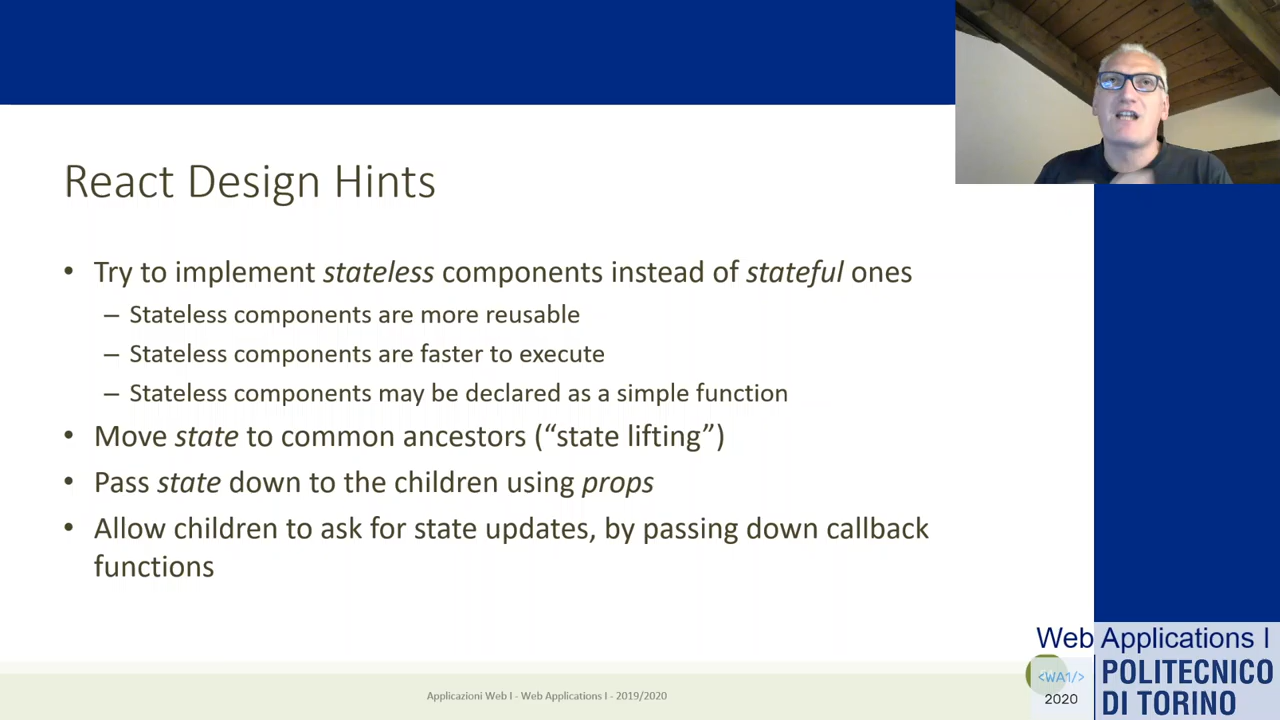 React Design Hints
• Try to implement stateless components instead of stateful ones
– Stateless components are more reusable
– Stateless components are faster to execute
– Stateless components may be declared as a simple function
• Move state to common ancestors (“state lifting”)
• Pass state down to the children using props
• Allow children to ask for state updates, by passing down callback
functions
Applicazioni Web I - Web Applications I - 2019/2020
Web Applications I
<WA1/>
2020
POLITECNICO
DI TORINO